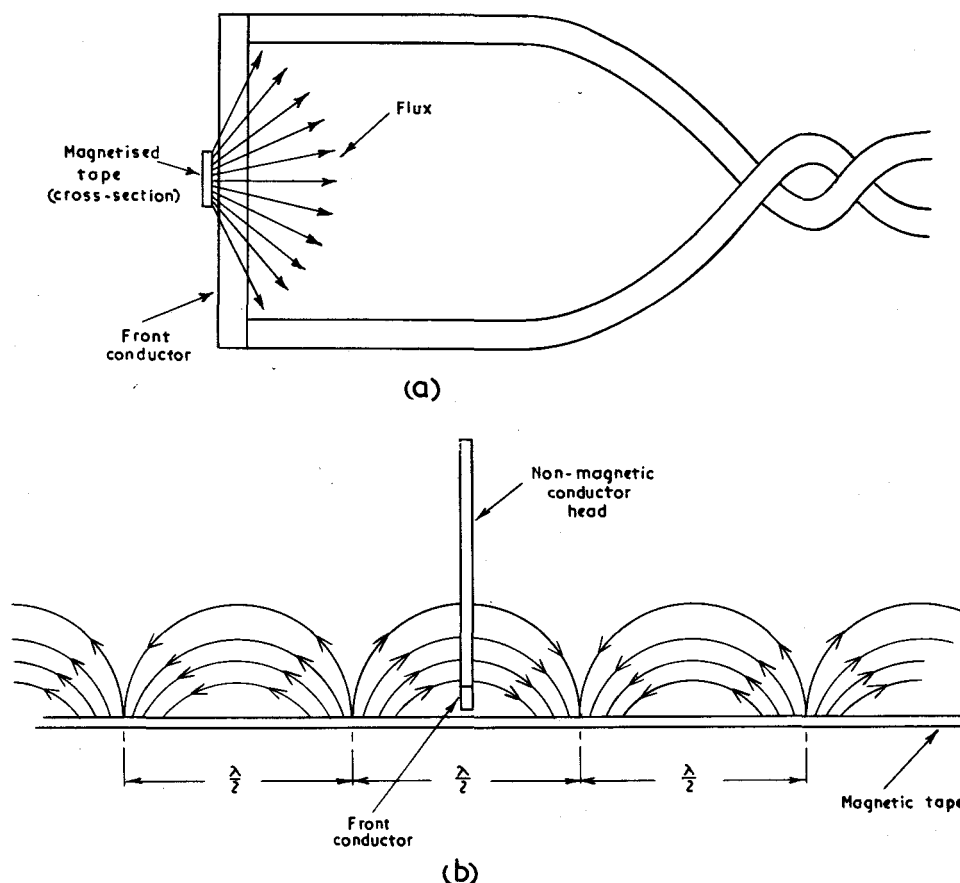 Flux
Magnetised
tape
(cross-section)
Front
conductor
(a)
Non-magnetic
conductor
head
λ/2
λ/2
λ/2
Front
conductor
Magnetic tape
(b)